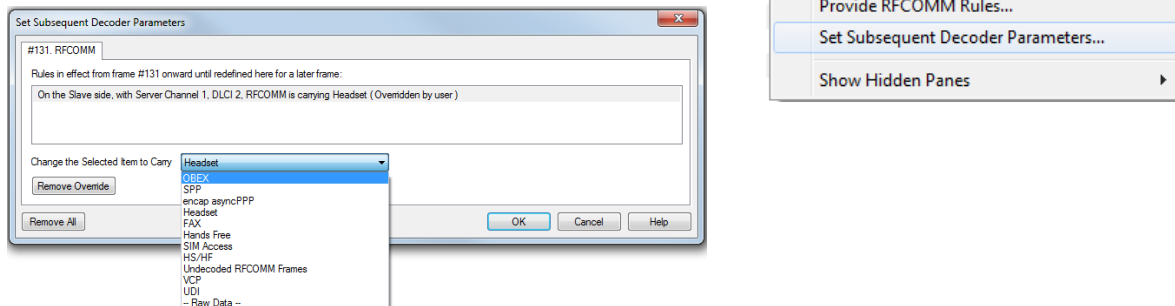 Set Subsequent Decoder Parameters
#131. RFCOMM
Rules in effect from frame #131 onward until redefined here for a later frame:
On the Slave side, with Server Channel 1, DLCI 2, RFCOMM is carrying Headset ( Overridden by user )
Change the Selected Item to Carry
Headset
OBEX
SPP
encap asyncPPP
Headset
FAX
Hands Free
SIM Access
HS/HF
Undecoded RFCOMM Frames
VCP
UDI
-- Raw Data --
Remove Override
Remove All
OK Cancel Help
Provide RFCOMM Rules...
Set Subsequent Decoder Parameters...
Show Hidden Panes